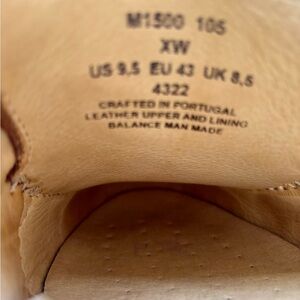 M1500 105
XW
US 9,5 EU 43 UK 8,5
4322
CRAFTED IN PORTUGAL
LEATHER UPPER AND LINING
BALANCE MAN MADE